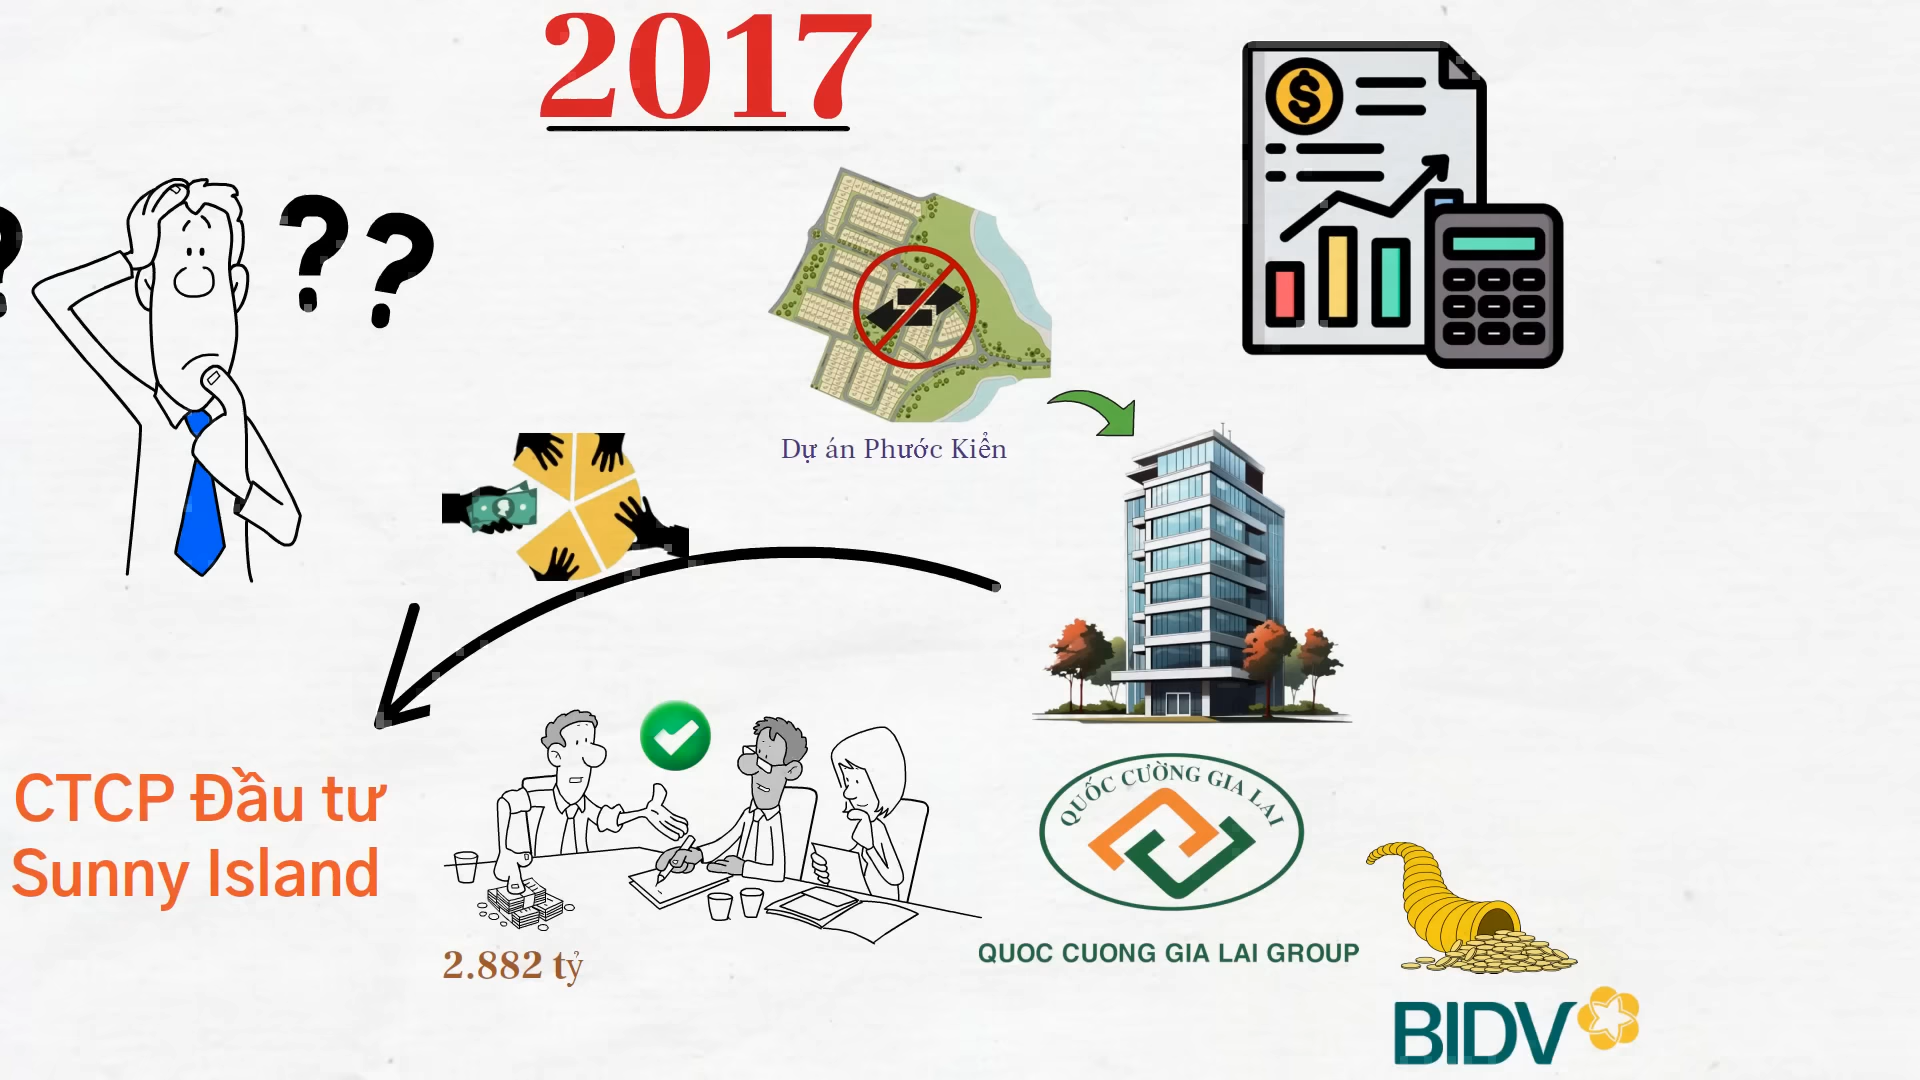 2017
??
Dự án Phước Kiển
CTCP Đầu tư
Sunny Island
2.882 tỷ
QUỐC CƯỜNG GIA LAI
QUOC CUONG GIA LAI GROUP
BIDV